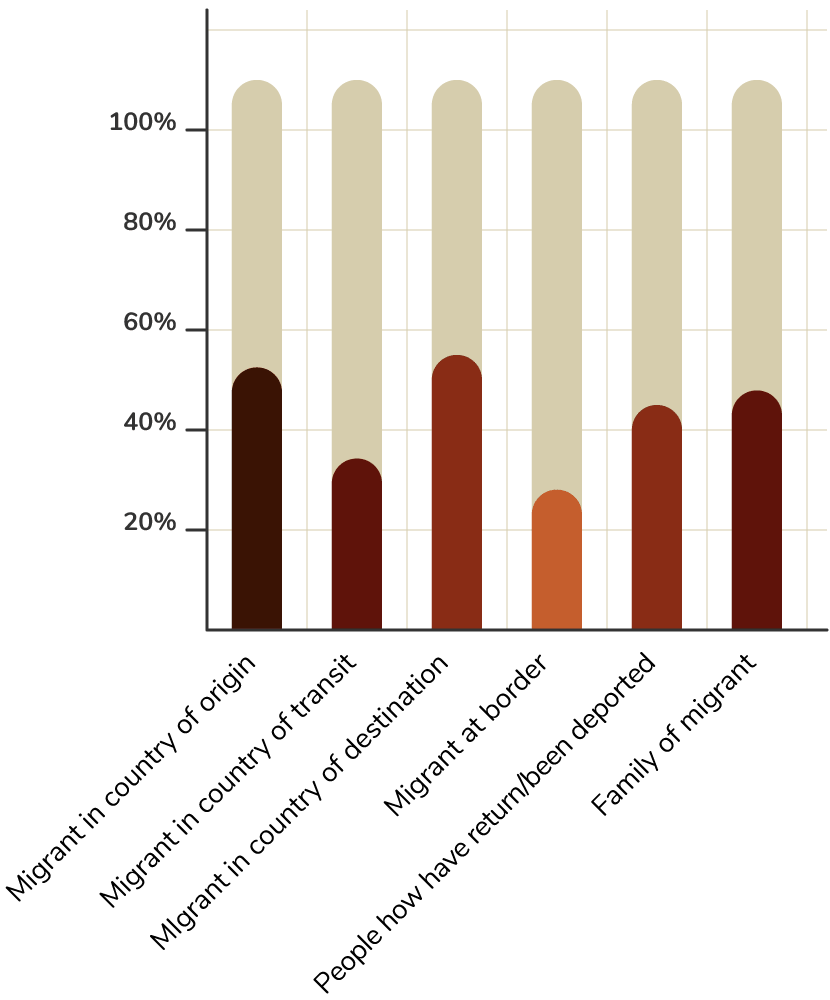 100%
80%
60%
40%
20%
Migrant in country of origin
Migrant in country of transit
MIgrant in country of destination
Migrant at border
People how have return/been deported
Family of migrant